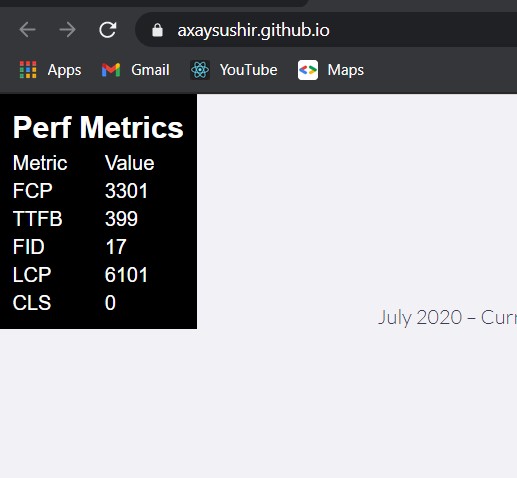 axaysushir.github.io
Apps Gmail YouTube Maps
Perf Metrics
Metric Value
FCP 3301
TTFB 399
FID 17
LCP 6101
CLS 0
July 2020 –